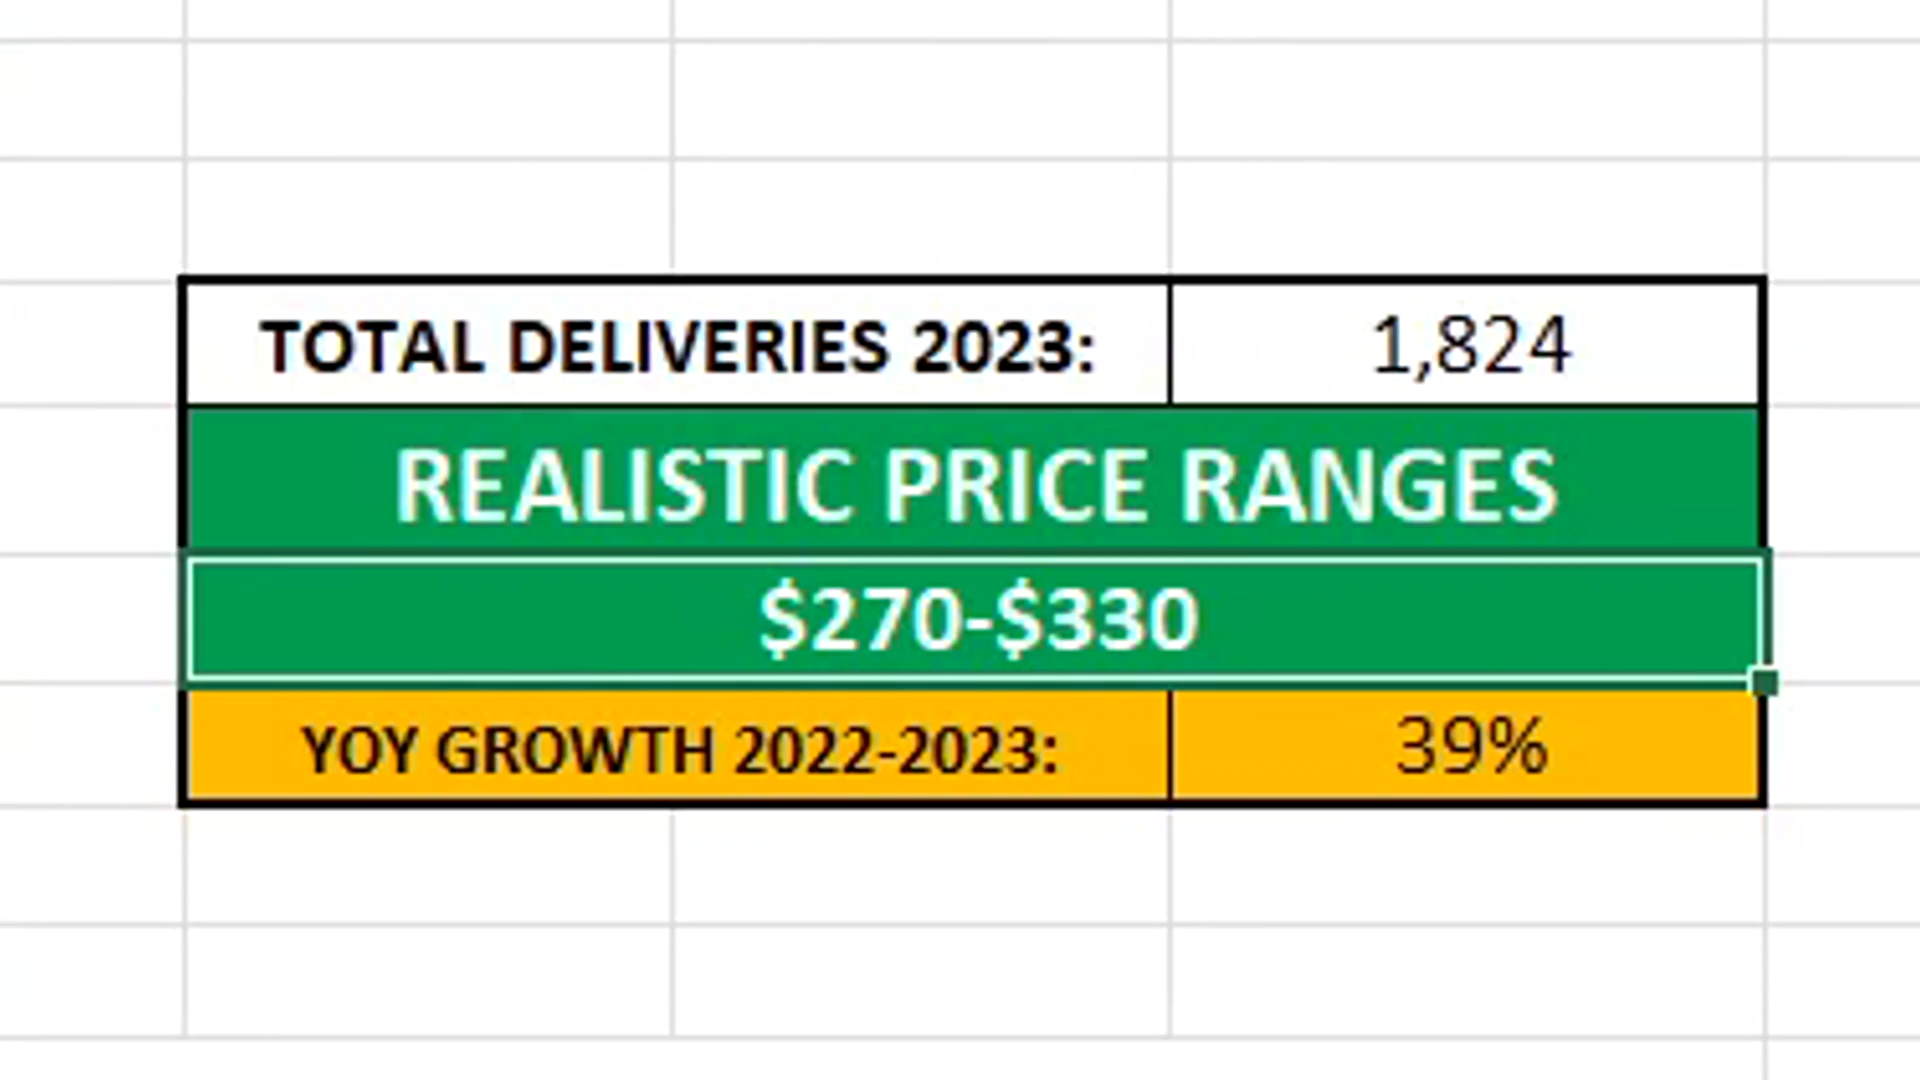 TOTAL DELIVERIES 2023: 1,824
REALISTIC PRICE RANGES
$270-$330
YOY GROWTH 2022-2023: 39%